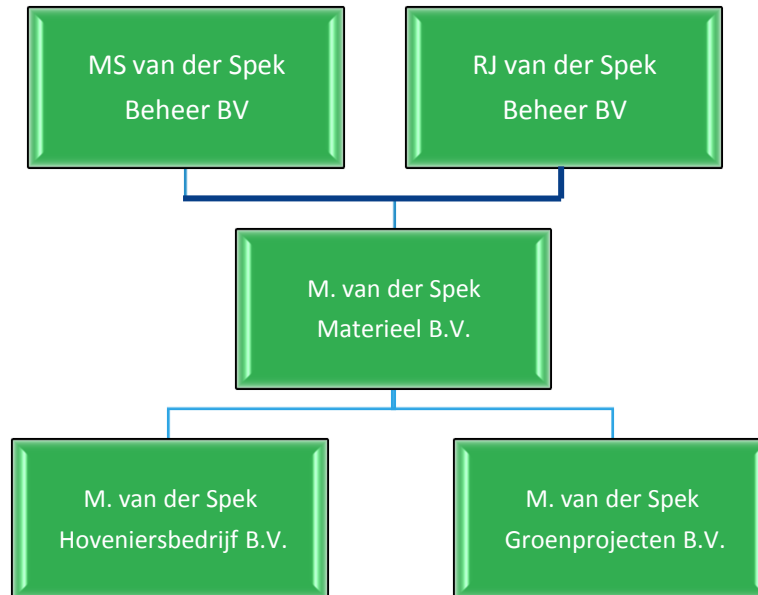 MS van der Spek
Beheer BV
RJ van der Spek
Beheer BV
M. van der Spek
Materieel B.V.
M. van der Spek
Hoveniersbedrijf B.V.
M. van der Spek
Groenprojecten B.V.